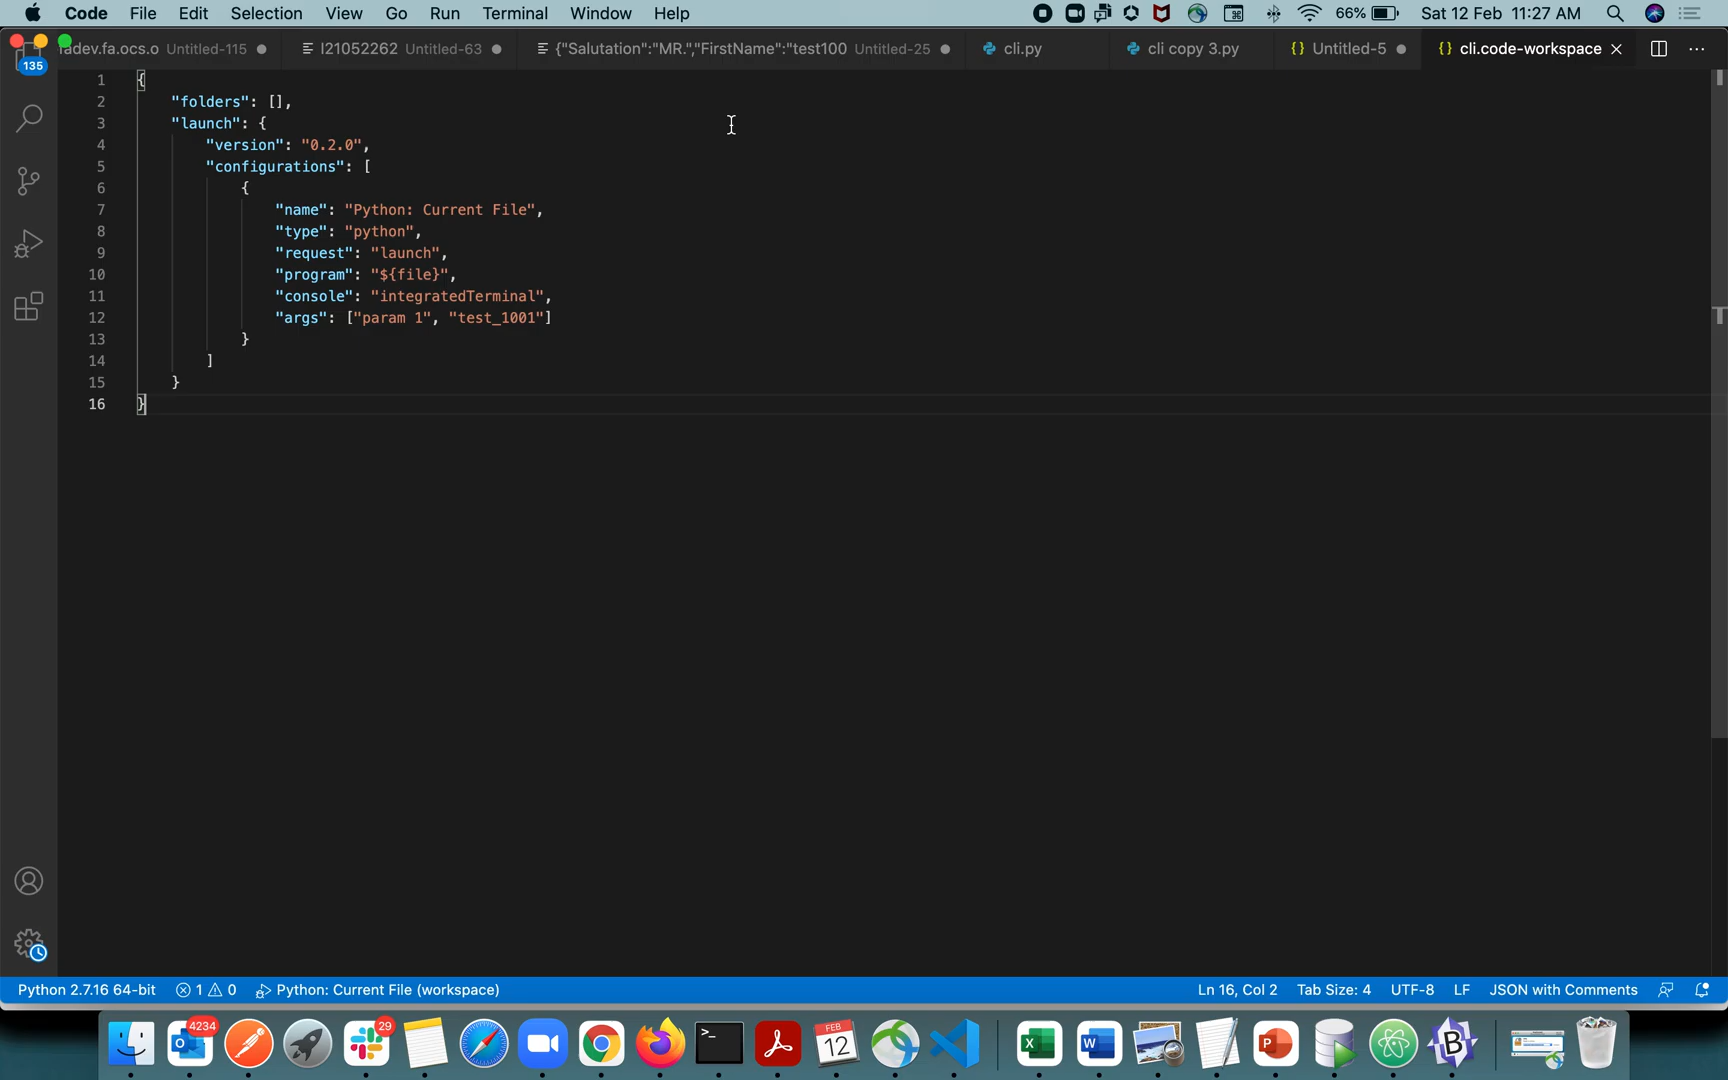 Code File Edit Selection View Go Run Terminal Window Help 66% Sat 12 Feb 11:27 AM
135 fadev.fa.ocs.o Untitled-115 I21052262 Untitled-63 {"Salutation":"MR.","FirstName":"test100 Untitled-25 cli.py cli copy 3.py {} Untitled-5 {} cli.code-workspace
1 {
2 "folders": [],
3 "launch": {
4 "version": "0.2.0",
5 "configurations": [
6 {
7 "name": "Python: Current File",
8 "type": "python",
9 "request": "launch",
10 "program": "${file}",
11 "console": "integratedTerminal",
12 "args": ["param 1", "test_1001"]
13 }
14 ]
15 }
16 }
Python 2.7.16 64-bit 1 0 Python: Current File (workspace) Ln 16, Col 2 Tab Size: 4 UTF-8 LF JSON with Comments
4234 29 >_ FEB 12 X W P B